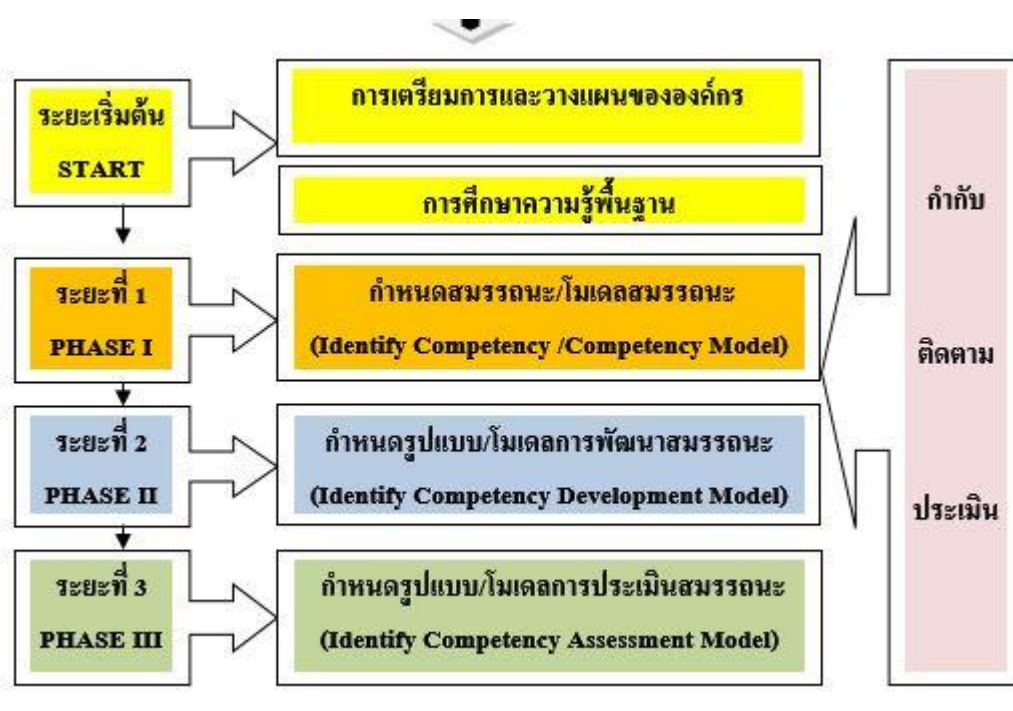 ระยะเริ่มต้น
START
การเตรียมการและวางแผนขององค์กร
การศึกษาความรู้พื้นฐาน
ระยะที่ 1
PHASE I
กำหนดสมรรถนะ/โมเดลสมรรถนะ
(Identify Competency /Competency Model)
ระยะที่ 2
PHASE II
กำหนดรูปแบบ/โมเดลการพัฒนาสมรรถนะ
(Identify Competency Development Model)
ระยะที่ 3
PHASE III
กำหนดรูปแบบ/โมเดลการประเมินสมรรถนะ
(Identify Competency Assessment Model)
กำกับ
ติดตาม
ประเมิน